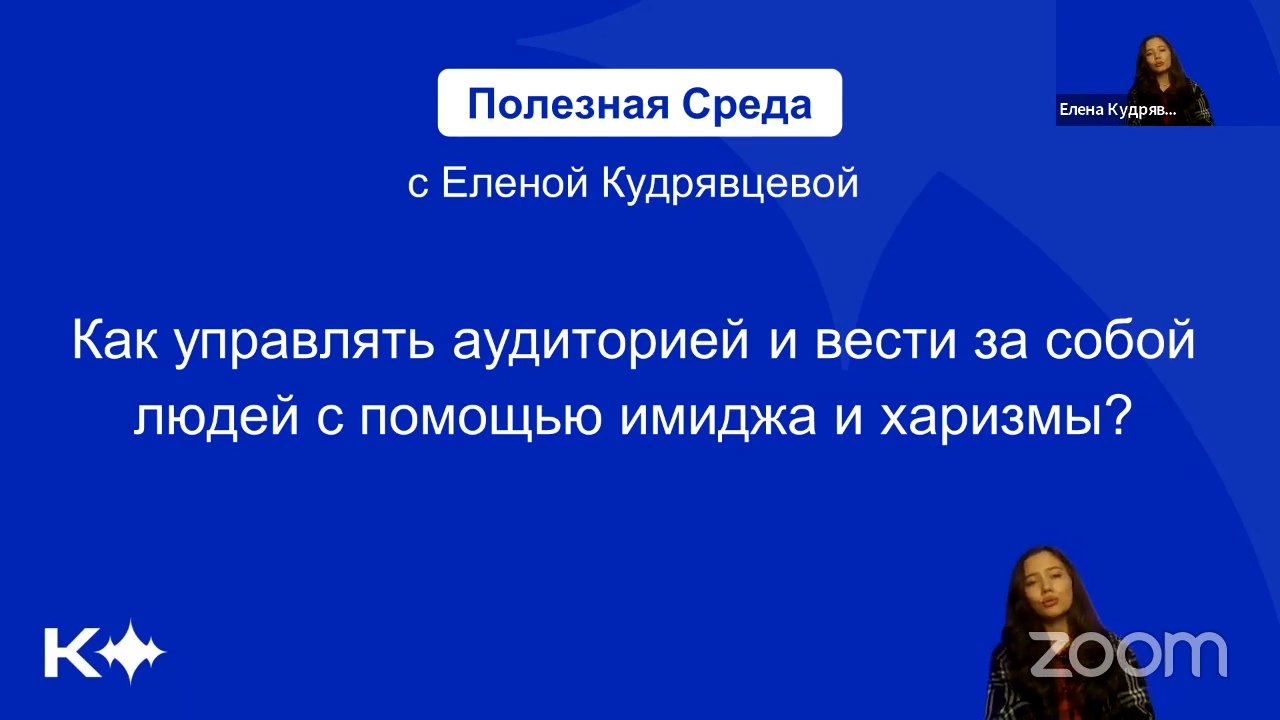 Полезная Среда
Елена Кудряв...
с Еленой Кудрявцевой
Как управлять аудиторией и вести за собой
людей с помощью имиджа и харизмы?
К
zoom